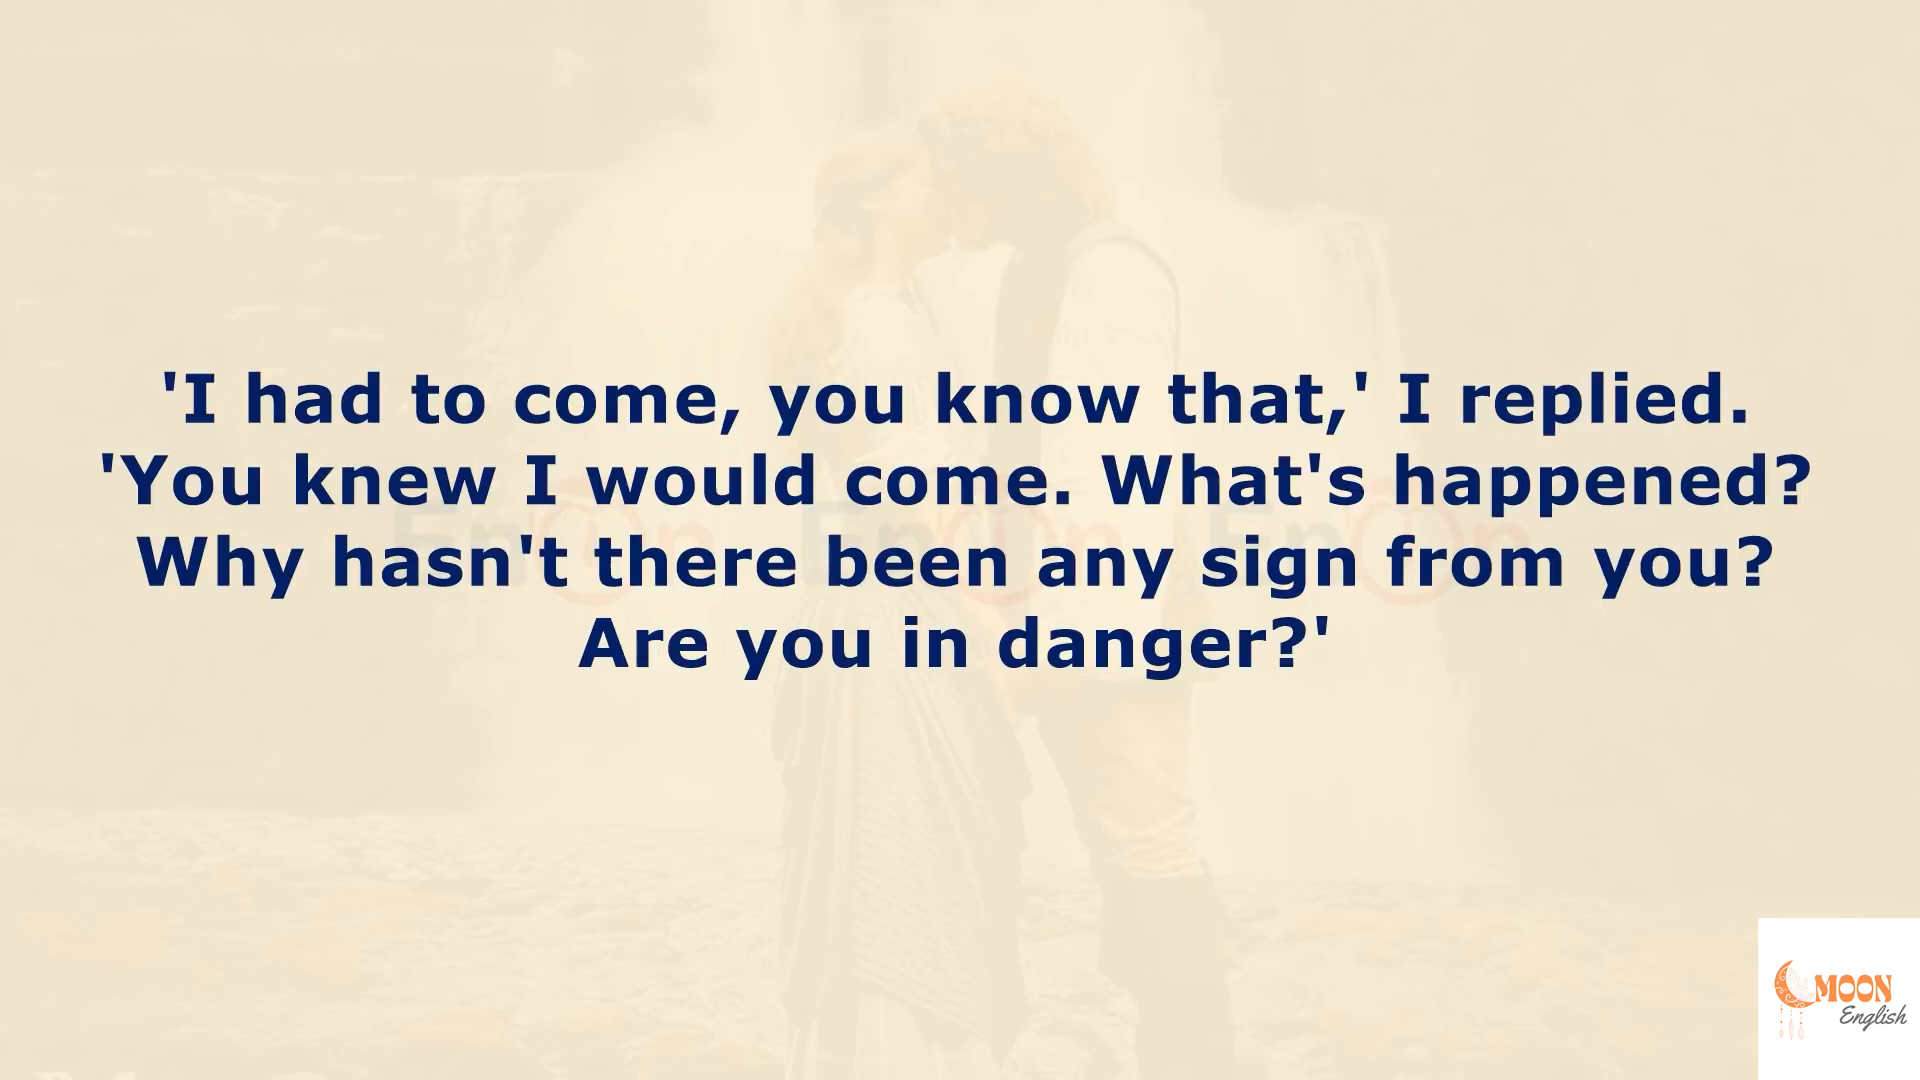 'I had to come, you know that,' I replied.
'You knew I would come. What's happened?
Why hasn't there been any sign from you?
Are you in danger?'
MOON
English